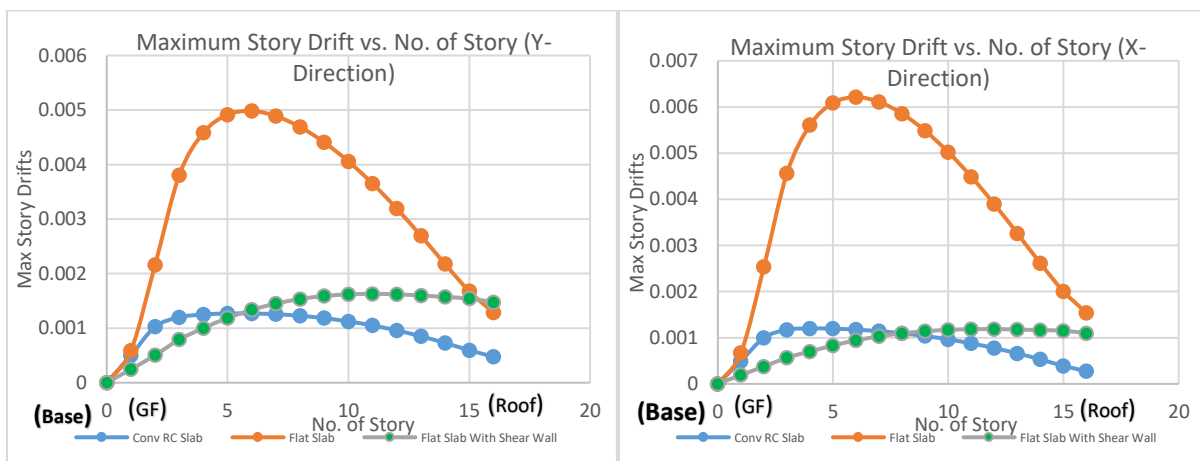 Maximum Story Drift vs. No. of Story (Y-
Direction)
Max Story Drifts
0.006
0.005
0.004
0.003
0.002
0.001
0
0 5 10 15 20
(Base) (GF) (Roof)
No. of Story
Conv RC Slab Flat Slab Flat Slab With Shear Wall
Maximum Story Drift vs. No. of Story (X-
Direction)
Max Story Drifts
0.007
0.006
0.005
0.004
0.003
0.002
0.001
0
0 5 10 15 20
(Base) (GF) (Roof)
No. of Story
Conv RC Slab Flat Slab Flat Slab With Shear Wall